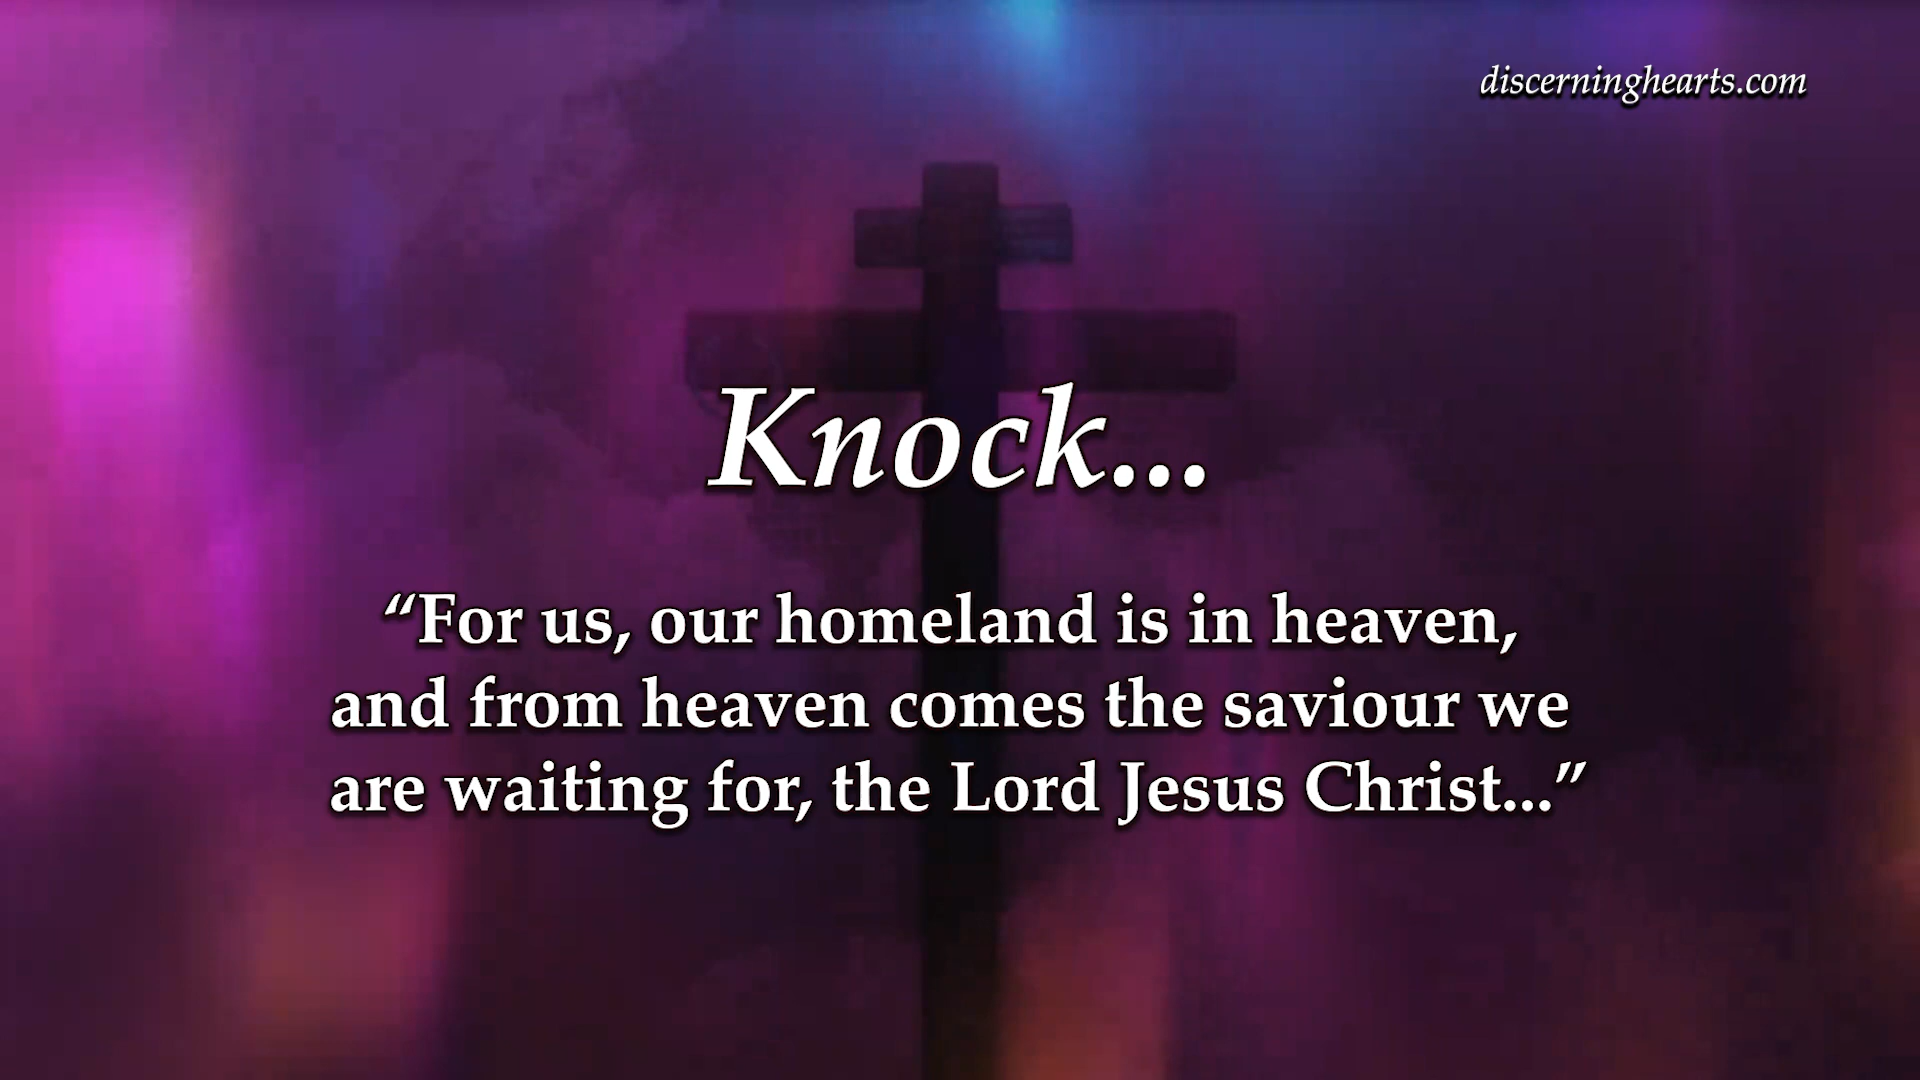 discerninghearts.com
Knock...
“For us, our homeland is in heaven,
and from heaven comes the saviour we
are waiting for, the Lord Jesus Christ...”